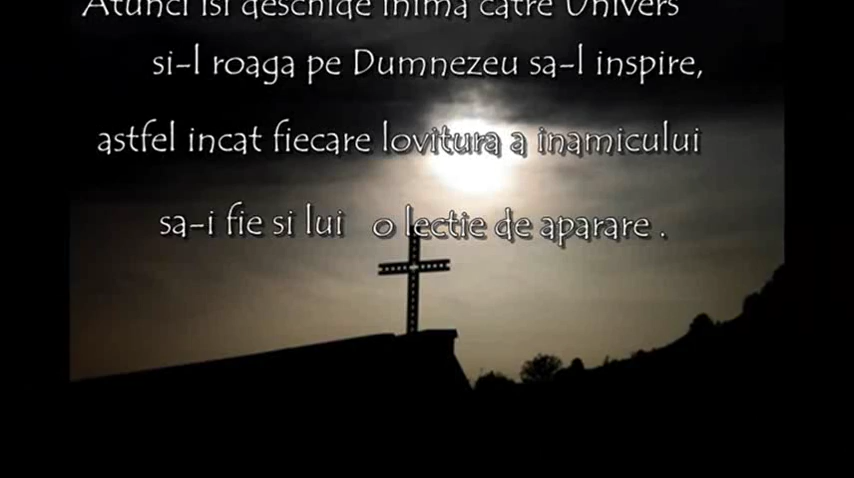 Atunci isi deschide inima catre Univers
si-l roaga pe Dumnezeu sa-l inspire,
astfel incat fiecare lovitura a inamicului
sa-i fie si lui o lectie de aparare .